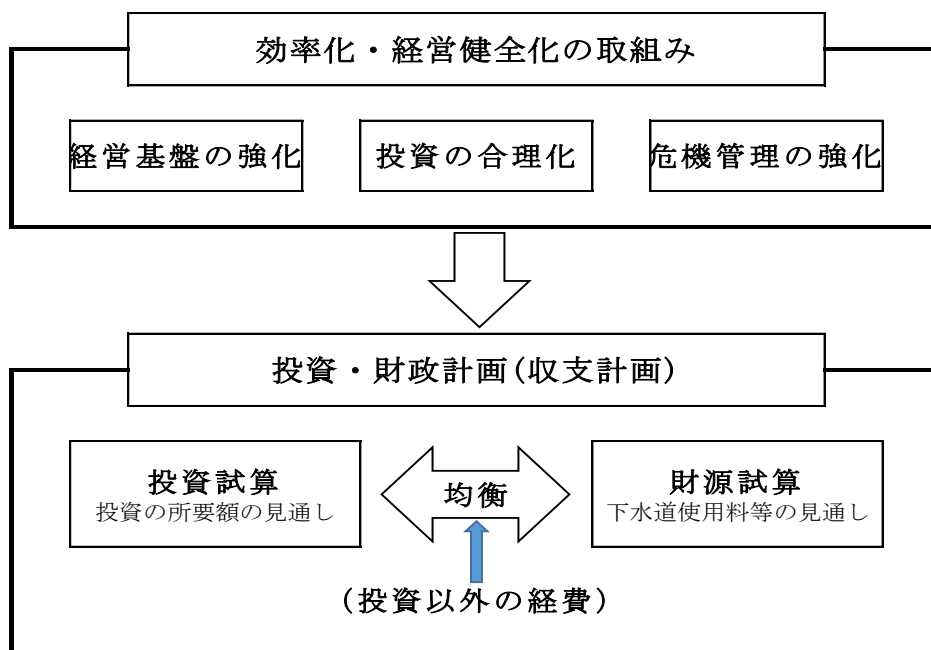 効率化・経営健全化の取組み
経営基盤の強化
投資の合理化
危機管理の強化
投資・財政計画(収支計画)
投資試算
投資の所要額の見通し
均衡
財源試算
下水道使用料等の見通し
(投資以外の経費)